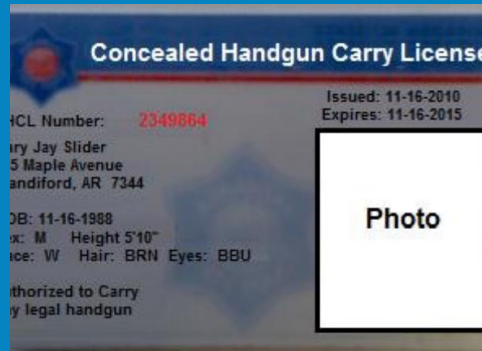 Concealed Handgun Carry License
Issued: 11-16-2010
Expires: 11-16-2015
HCL Number: 2349864
ry Jay Slider
5 Maple Avenue
andiford, AR 7344
OB: 11-16-1988
ex: M Height 5'10"
ce: W Hair: BRN Eyes: BBU
thorized to Carry
y legal handgun
Photo